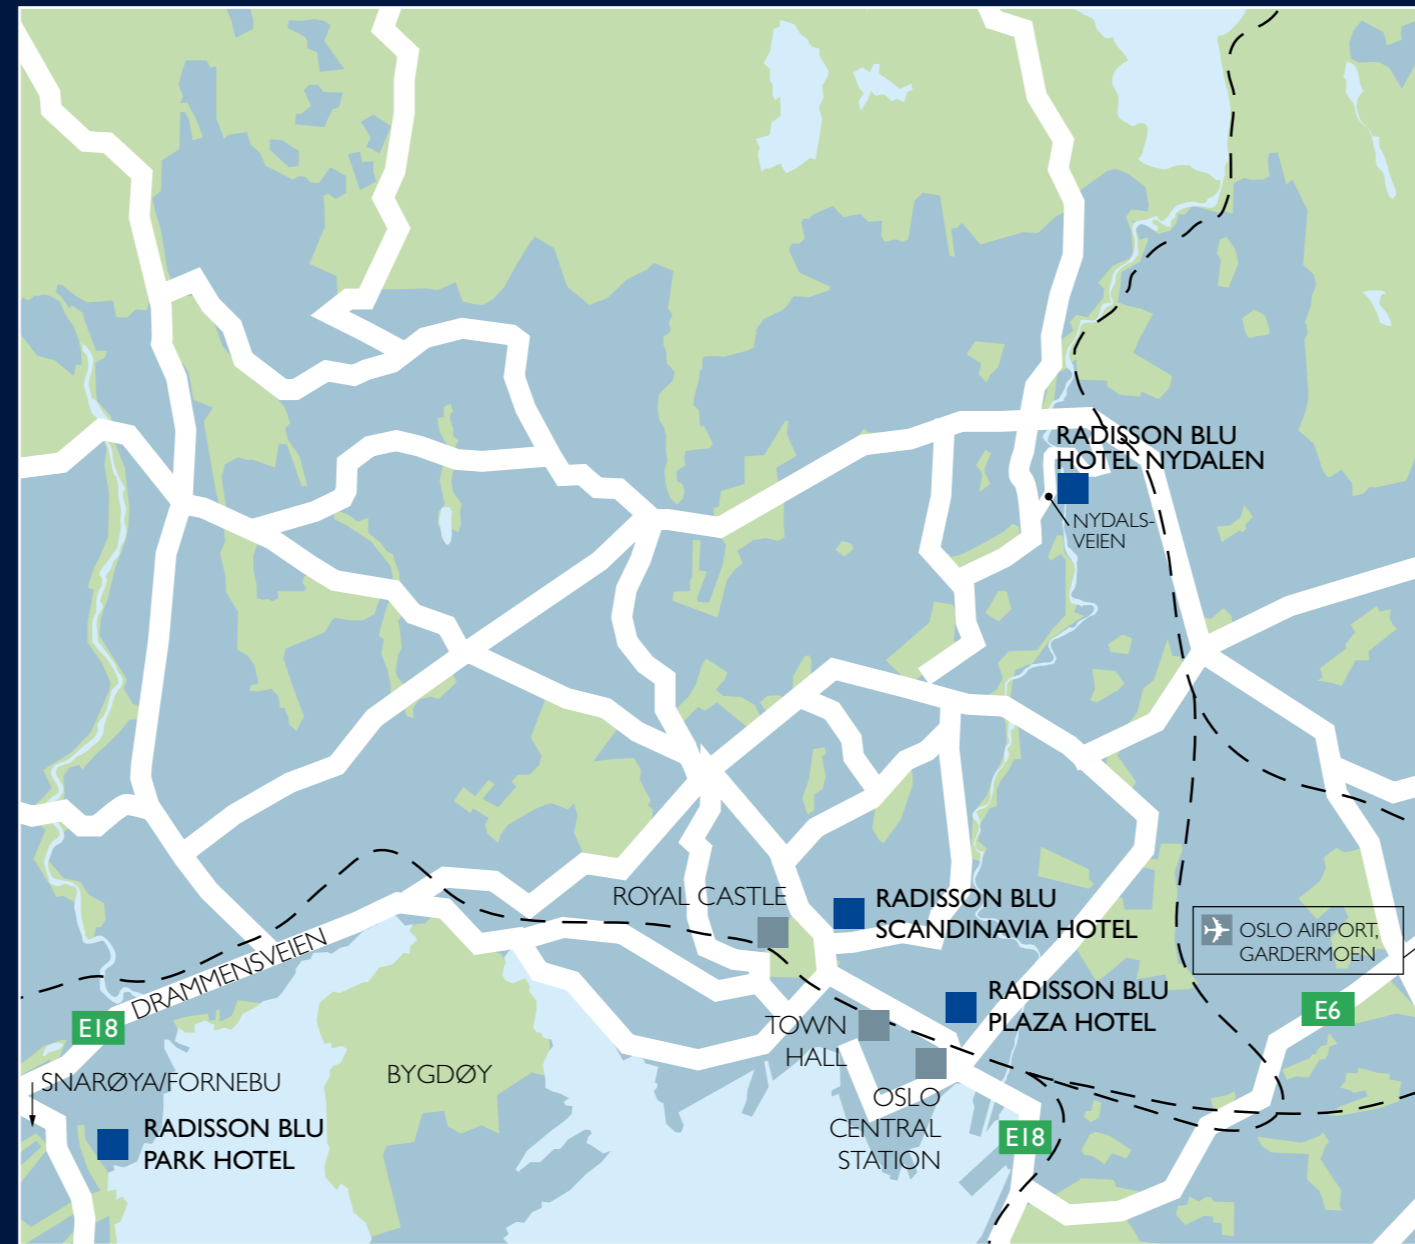 RADISSON BLU
HOTEL NYDALEN
NYDALS-
VEIEN
ROYAL CASTLE
RADISSON BLU
SCANDINAVIA HOTEL
OSLO AIRPORT,
GARDERMOEN
DRAMMENSVEIEN
E18
RADISSON BLU
PLAZA HOTEL
E6
TOWN
HALL
SNARØYA/FORNEBU
BYGDØY
OSLO
CENTRAL
STATION
E18
RADISSON BLU
PARK HOTEL